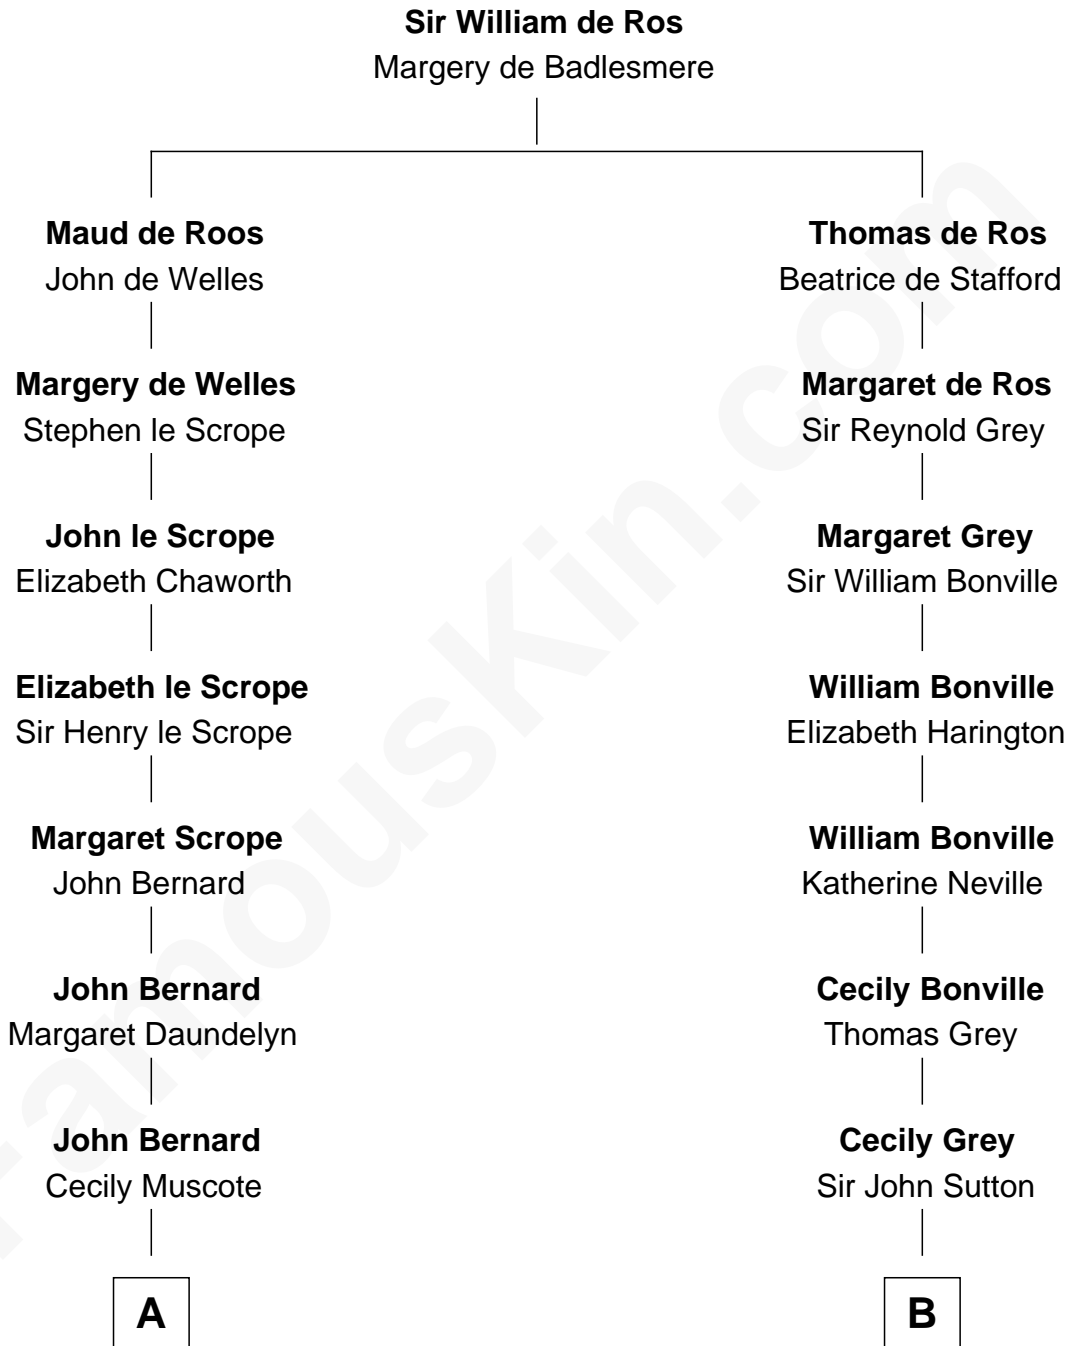 Sir William de Ros
Margery de Badlesmere
Maud de Roos
John de Welles
Thomas de Ros
Beatrice de Stafford
Margery de Welles
Stephen le Scrope
Margaret de Ros
Sir Reynold Grey
John le Scrope
Elizabeth Chaworth
Margaret Grey
Sir William Bonville
Elizabeth le Scrope
Sir Henry le Scrope
William Bonville
Elizabeth Harington
Margaret Scrope
John Bernard
William Bonville
Katherine Neville
John Bernard
Margaret Daundelyn
Cecily Bonville
Thomas Grey
John Bernard
Cecily Muscote
Cecily Grey
Sir John Sutton
A
B
FamousKin.com